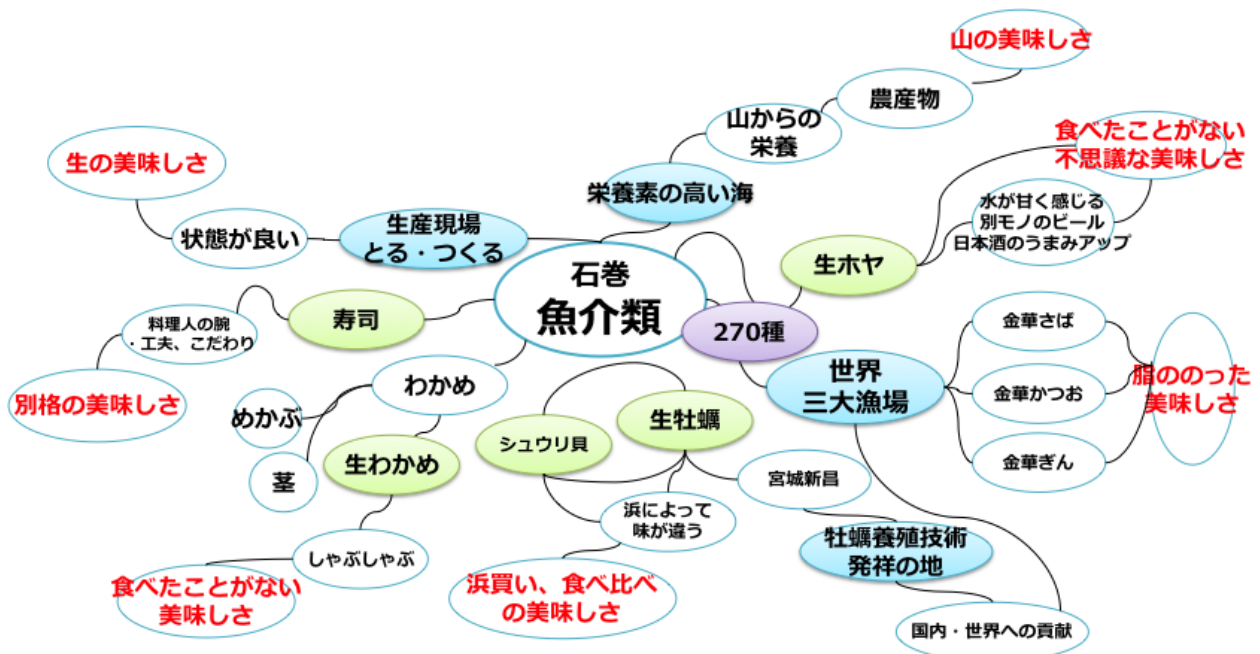 山の美味しさ
農産物
山からの
栄養
栄養素の高い海
食べたことがない
不思議な美味しさ
水が甘く感じる
別モノのビール
日本酒のうまみアップ
生ホヤ
生の美味しさ
状態が良い
生産現場
とる・つくる
石巻
魚介類
270種
寿司
料理人の腕
・工夫、こだわり
別格の美味しさ
わかめ
めかぶ
茎
生わかめ
しゃぶしゃぶ
食べたことがない
美味しさ
シュウリ貝
生牡蠣
浜によって
味が違う
浜買い、食べ比べ
の美味しさ
宮城新昌
牡蠣養殖技術
発祥の地
国内・世界への貢献
世界
三大漁場
金華さば
金華かつお
金華ぎん
脂ののった
美味しさ